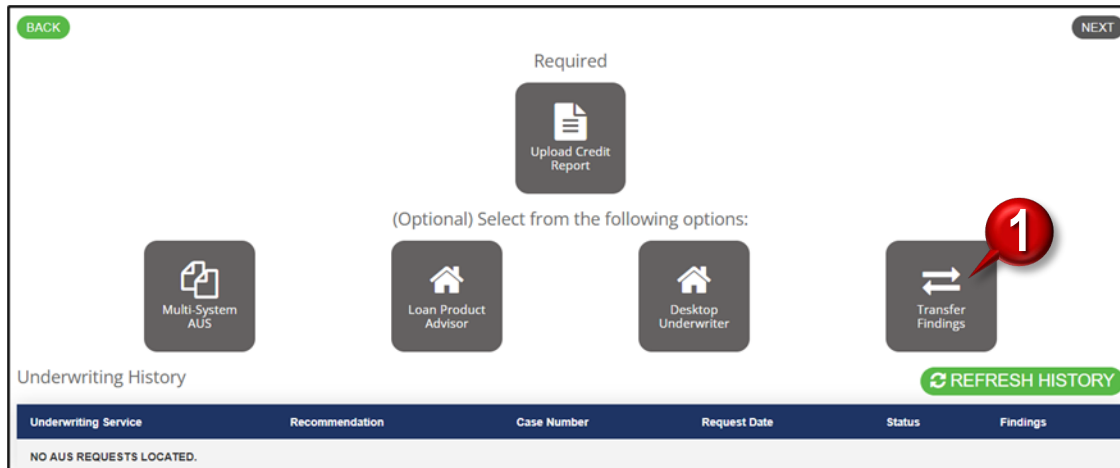 BACK
NEXT
Required
Upload Credit
Report
(Optional) Select from the following options:
1
Multi-System
AUS
Loan Product
Advisor
Desktop
Underwriter
Transfer
Findings
Underwriting History
REFRESH HISTORY
Underwriting Service Recommendation Case Number Request Date Status Findings
NO AUS REQUESTS LOCATED.